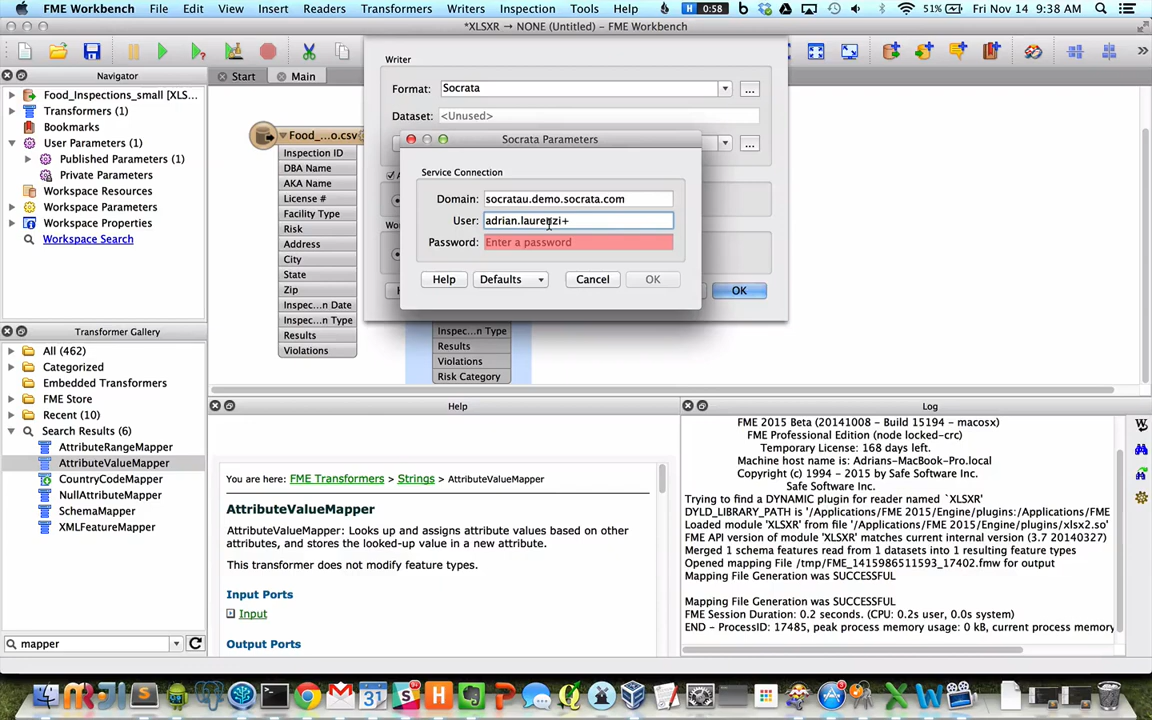 FME Workbench File Edit View Insert Readers Transformers Writers Inspection Tools Help 0:58 51% Fri Nov 14 9:38 AM
*XLSXR → NONE (Untitled) - FME Workbench
Navigator
Start
Main
Food_Inspections_small [XLS...
Transformers (1)
Bookmarks
User Parameters (1)
Published Parameters (1)
Private Parameters
Workspace Resources
Workspace Parameters
Workspace Properties
Workspace Search
Transformer Gallery
All (462)
Categorized
Embedded Transformers
FME Store
Recent (10)
Search Results (6)
AttributeRangeMapper
AttributeValueMapper
CountryCodeMapper
NullAttributeMapper
SchemaMapper
XMLFeatureMapper
mapper
Food_...o.csv
Inspection ID
DBA Name
AKA Name
License #
Facility Type
Risk
Address
City
State
Zip
Inspec...n Date
Inspec...n Type
Results
Violations
Writer
Format: Socrata ...
Dataset: <Unused>
...
Socrata Parameters
Service Connection
Domain: socratau.demo.socrata.com
User: adrian.laurenzi+
Password: Enter a password
Help Defaults Cancel OK
OK
Inspec...n Type
Results
Violations
Risk Category
Help
You are here: FME Transformers > Strings > AttributeValueMapper
AttributeValueMapper
AttributeValueMapper: Looks up and assigns attribute values based on other
attributes, and stores the looked-up value in a new attribute.
This transformer does not modify feature types.
Input Ports
Input
Output Ports
Log
FME 2015 Beta (20141008 - Build 15194 - macosx)
FME Professional Edition (node locked-crc)
Temporary License: 168 days left.
Machine host name is: Adrians-MacBook-Pro.local
Copyright (c) 1994 - 2015 by Safe Software Inc.
Safe Software Inc.
Trying to find a DYNAMIC plugin for reader named `XLSXR'
DYLD_LIBRARY_PATH is '/Applications/FME 2015/Engine/plugins:/Applications/FME
Loaded module 'XLSXR' from file '/Applications/FME 2015/Engine/plugins/xlsx2.so'
FME API version of module 'XLSXR' matches current internal version (3.7 20140327)
Merged 1 schema features read from 1 datasets into 1 resulting feature types
Opened mapping File /tmp/FME_1415986511593_17402.fmw for output
Mapping File Generation was SUCCESSFUL
Mapping File Generation was SUCCESSFUL
FME Session Duration: 0.2 seconds. (CPU: 0.2s user, 0.0s system)
END - ProcessID: 17485, peak process memory usage: 0 kB, current process memory